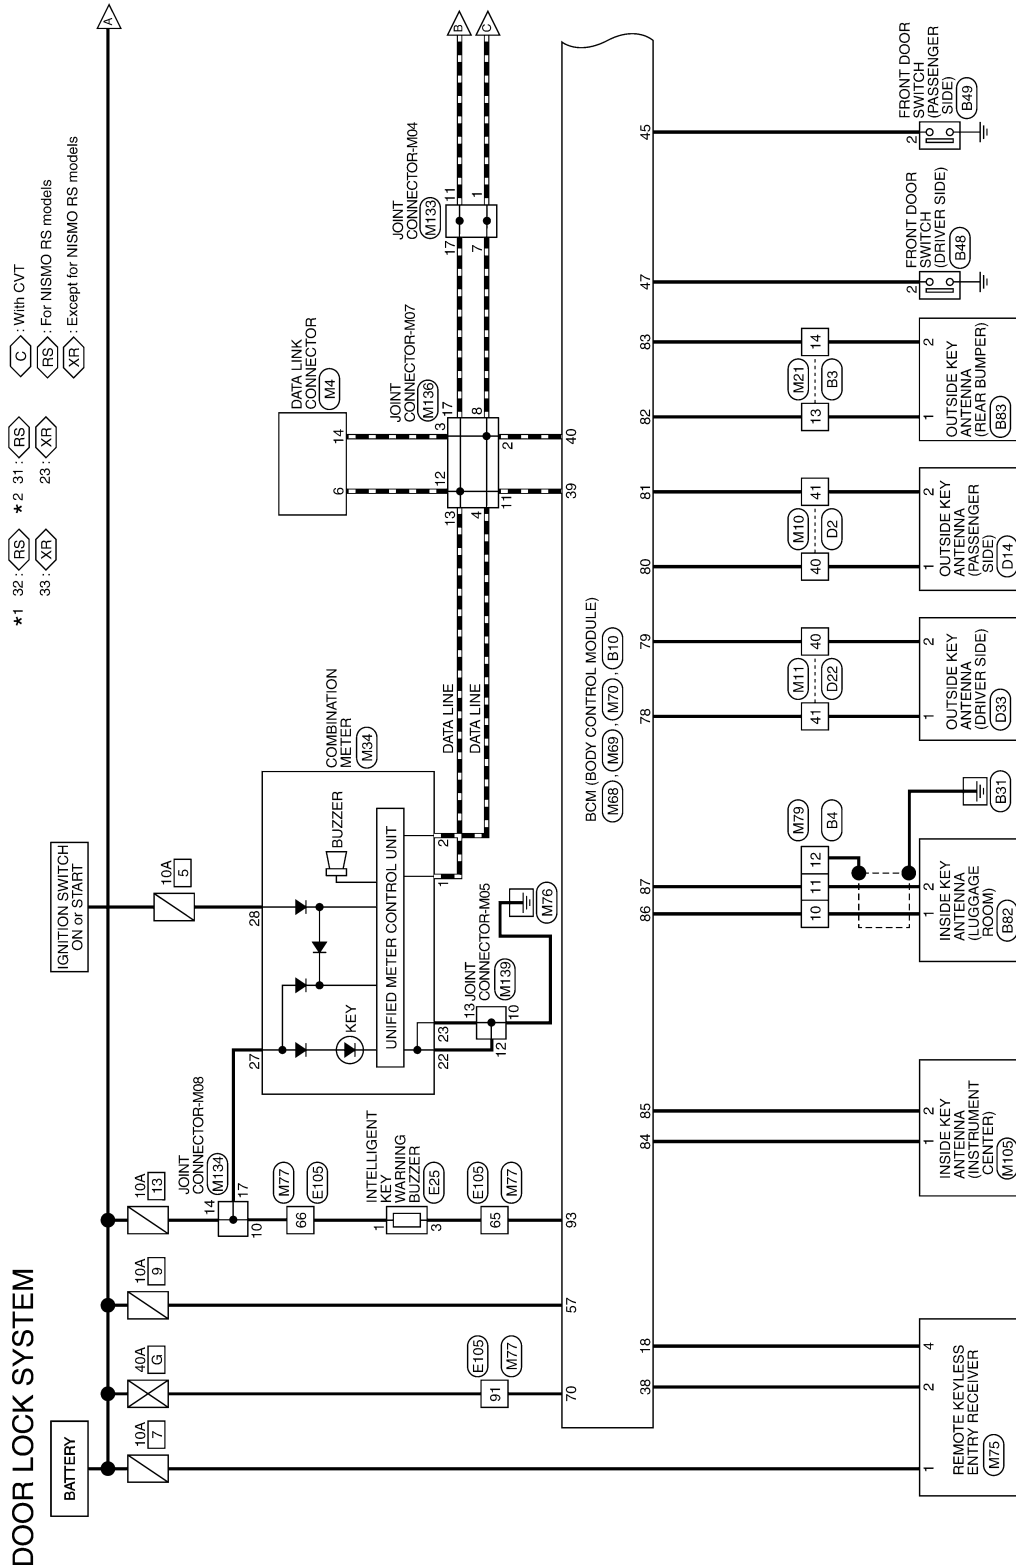 DOOR LOCK SYSTEM
BATTERY
IGNITION SWITCH
ON or START
*1 32 : RS
33 : XR
*2 31 : RS
23 : XR
C : With CVT
RS : For NISMO RS models
XR : Except for NISMO RS models
A
10A
7
40A
G
10A
9
10A
13
10A
5
JOINT
CONNECTOR-M08
M134
14
17
10
M77
E105
66
INTELLIGENT
KEY
WARNING
BUZZER
E25
1
3
E105
M77
65
E105
M77
91
27
28
KEY
BUZZER
UNIFIED METER CONTROL UNIT
COMBINATION
METER
M34
22
23
1
2
13
JOINT
CONNECTOR-M05
M139
12
10
M76
DATA LINE
DATA LINE
DATA LINK
CONNECTOR
M4
6
14
JOINT
CONNECTOR-M07
M136
12
3
13
17
4
8
11
2
JOINT
CONNECTOR-M04
M133
17
11
7
1
B
C
70
57
93
39
40
BCM (BODY CONTROL MODULE)
M68 , M69 , M70 , B10
38
18
84
85
86
87
78
79
80
81
82
83
47
45
M79
B4
10
11
12
M11
D22
41
40
M10
D2
40
41
M21
B3
13
14
1
2
4
REMOTE KEYLESS
ENTRY RECEIVER
M75
1
2
INSIDE KEY
ANTENNA
(INSTRUMENT
CENTER)
M105
1
2
INSIDE KEY
ANTENNA
(LUGGAGE
ROOM)
B82
B31
1
2
OUTSIDE KEY
ANTENNA
(DRIVER SIDE)
D33
1
2
OUTSIDE KEY
ANTENNA
(PASSENGER
SIDE)
D14
1
2
OUTSIDE KEY
ANTENNA
(REAR BUMPER)
B83
2
FRONT DOOR
SWITCH
(DRIVER SIDE)
B48
2
FRONT DOOR
SWITCH
(PASSENGER
SIDE)
B49